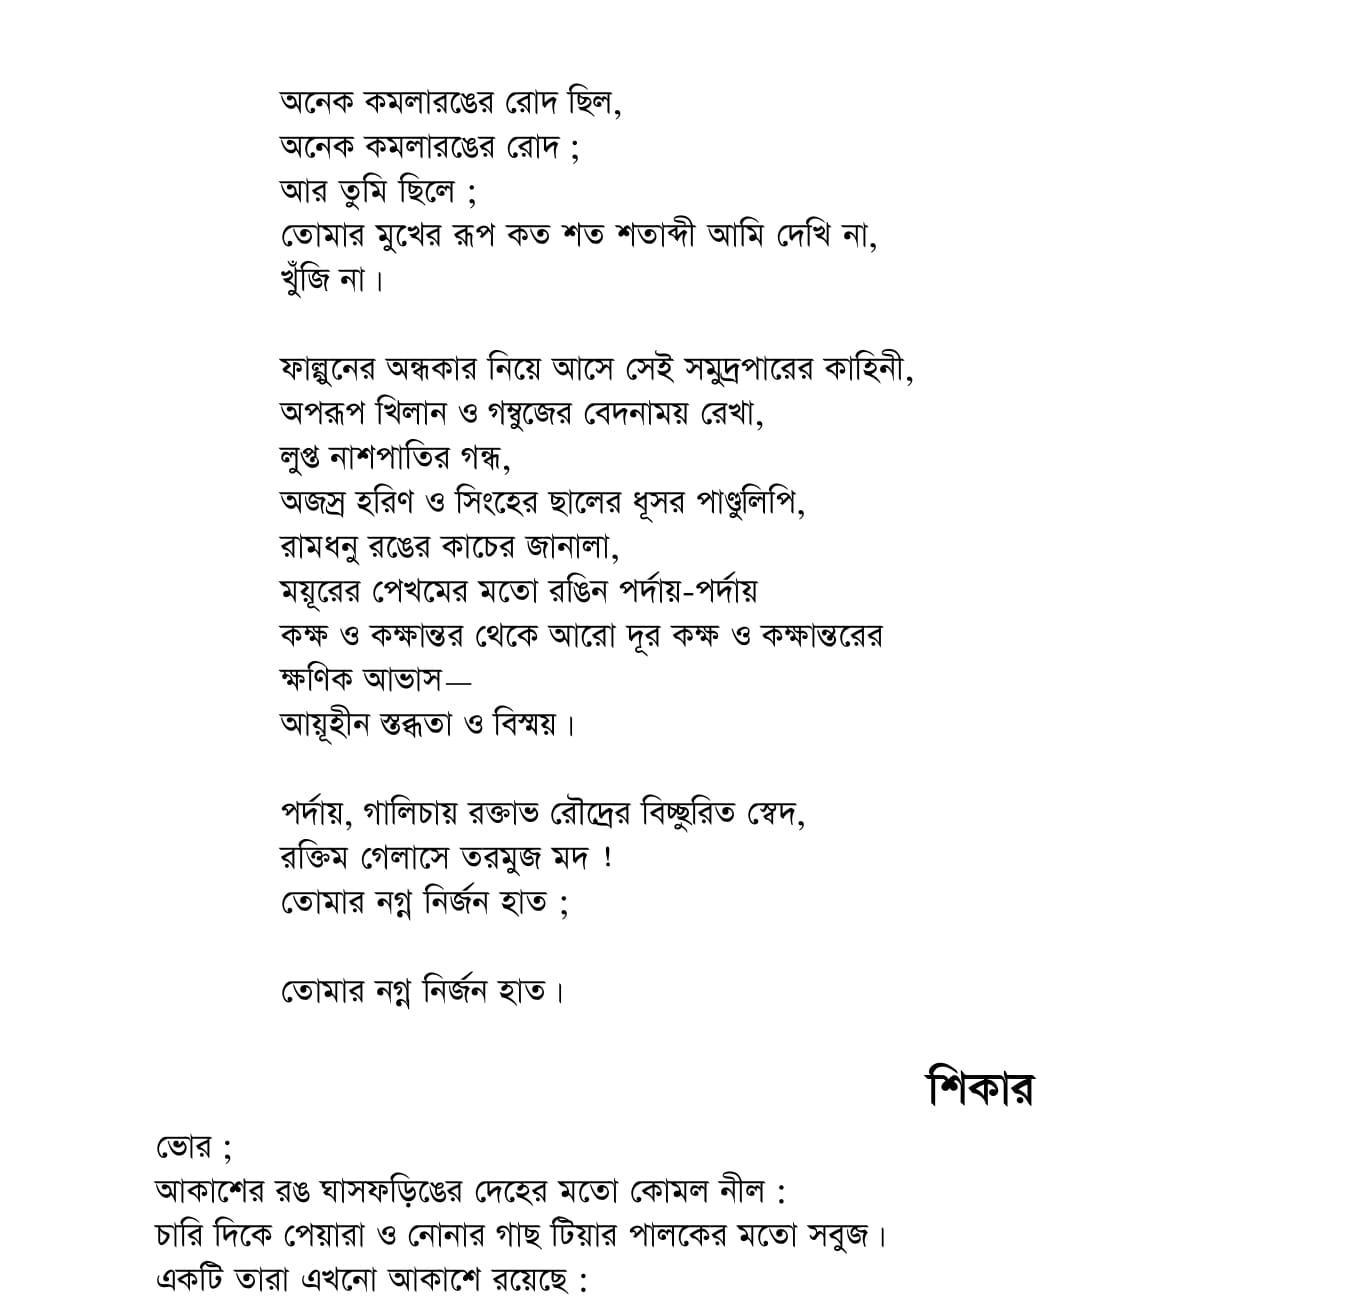 অনেক কমলারঙের রোদ ছিল,
অনেক কমলারঙের রোদ ;
আর তুমি ছিলে ;
তোমার মুখের রূপ কত শত শতাব্দী আমি দেখি না,
খুঁজি না।
ফাল্গুনের অন্ধকার নিয়ে আসে সেই সমুদ্রপারের কাহিনী,
অপরূপ খিলান ও গম্বুজের বেদনাময় রেখা,
লুপ্ত নাশপাতির গন্ধ,
অজস্র হরিণ ও সিংহের ছালের ধূসর পাণ্ডুলিপি,
রামধনু রঙের কাচের জানালা,
ময়ূরের পেখমের মতো রঙিন পর্দায়-পর্দায়
কক্ষ ও কক্ষান্তর থেকে আরো দূর কক্ষ ও কক্ষান্তরের
ক্ষণিক আভাস—
আয়ূহীন স্তব্ধতা ও বিস্ময়।
পর্দায়, গালিচায় রক্তাভ রৌদ্রের বিচ্ছুরিত স্বেদ,
রক্তিম গেলাসে তরমুজ মদ !
তোমার নগ্ন নির্জন হাত ;
তোমার নগ্ন নির্জন হাত।
শিকার
ভোর ;
আকাশের রঙ ঘাসফড়িঙের দেহের মতো কোমল নীল :
চারি দিকে পেয়ারা ও নোনার গাছ টিয়ার পালকের মতো সবুজ।
একটি তারা এখনো আকাশে রয়েছে :